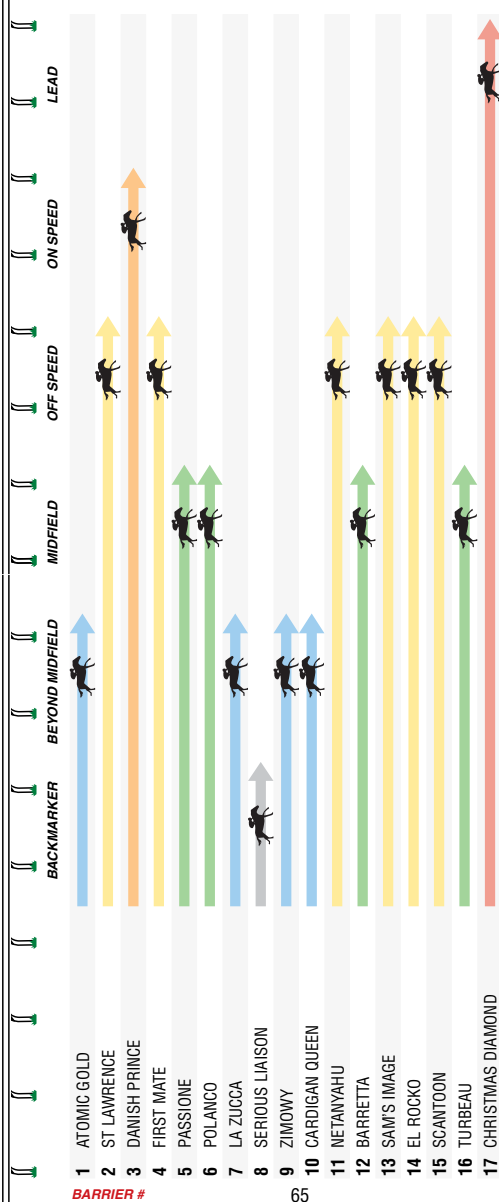 LEAD
ON SPEED
OFF SPEED
MIDFIELD
BEYOND MIDFIELD
BACKMARKER
1 ATOMIC GOLD
2 ST LAWRENCE
3 DANISH PRINCE
4 FIRST MATE
5 PASSIONE
6 POLANCO
7 LA ZUCCA
8 SERIOUS LIAISON
9 ZIMOWY
10 CARDIGAN QUEEN
11 NETANYAHU
12 BARRETTA
13 SAM'S IMAGE
14 EL ROCKO
15 SCANTOON
16 TURBEAU
17 CHRISTMAS DIAMOND
BARRIER #
65